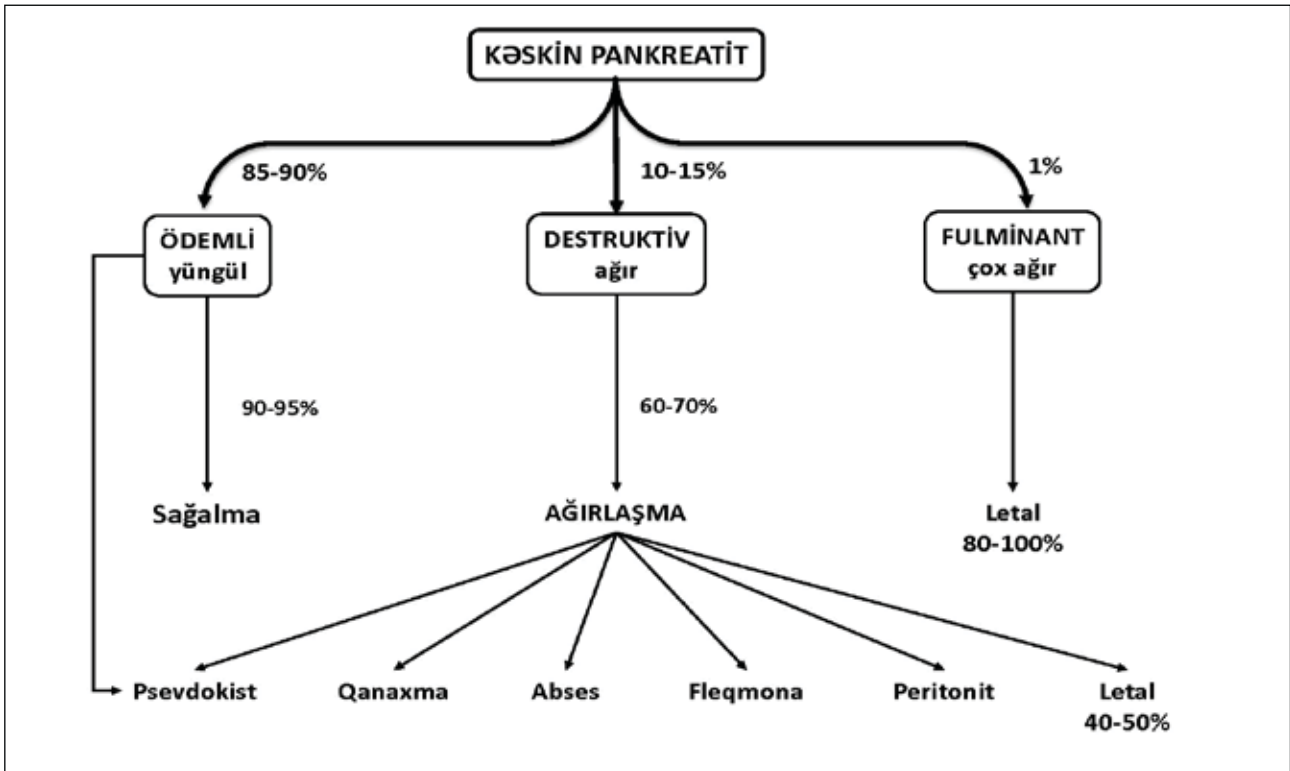 KƏSKİN PANKREATİT
85-90%
10-15%
1%
ÖDEMLİ
yüngül
DESTRUKTİV
ağır
FULMİNANT
çox ağır
90-95%
60-70%
Sağalma
AĞIRLAŞMA
Letal
80-100%
Psevdokist
Qanaxma
Abses
Fleqmona
Peritonit
Letal
40-50%